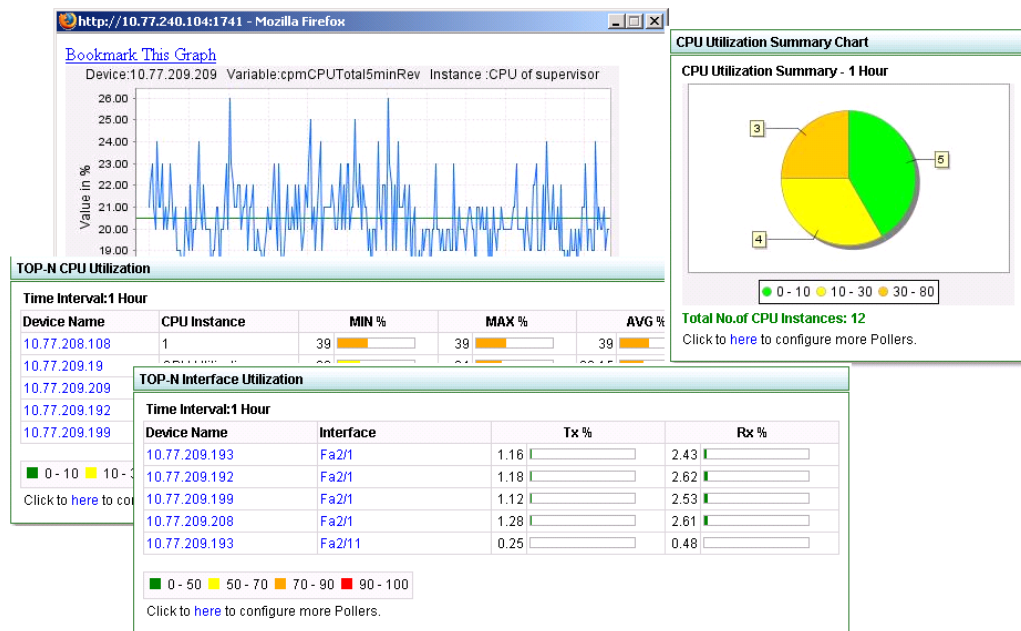 http://10.77.240.104:1741 - Mozilla Firefox
Bookmark This Graph
Device:10.77.209.209 Variable:cpmCPUTotal5minRev Instance :CPU of supervisor
Value in %
26.00
25.00
24.00
23.00
22.00
21.00
20.00
19.00
CPU Utilization Summary Chart
CPU Utilization Summary - 1 Hour
3
5
4
0 - 10 10 - 30 30 - 80
Total No.of CPU Instances: 12
Click to here to configure more Pollers.
TOP-N CPU Utilization
Time Interval:1 Hour
Device Name CPU Instance MIN % MAX % AVG %
10.77.208.108 1 39 39 39
10.77.209.19
10.77.209.209
10.77.209.192
10.77.209.199
0 - 10 10 -
Click to here to
TOP-N Interface Utilization
Time Interval:1 Hour
Device Name Interface Tx % Rx %
10.77.209.193 Fa2/1 1.16 2.43
10.77.209.192 Fa2/1 1.18 2.62
10.77.209.199 Fa2/1 1.12 2.53
10.77.209.208 Fa2/1 1.28 2.61
10.77.209.193 Fa2/11 0.25 0.48
0 - 50 50 - 70 70 - 90 90 - 100
Click to here to configure more Pollers.